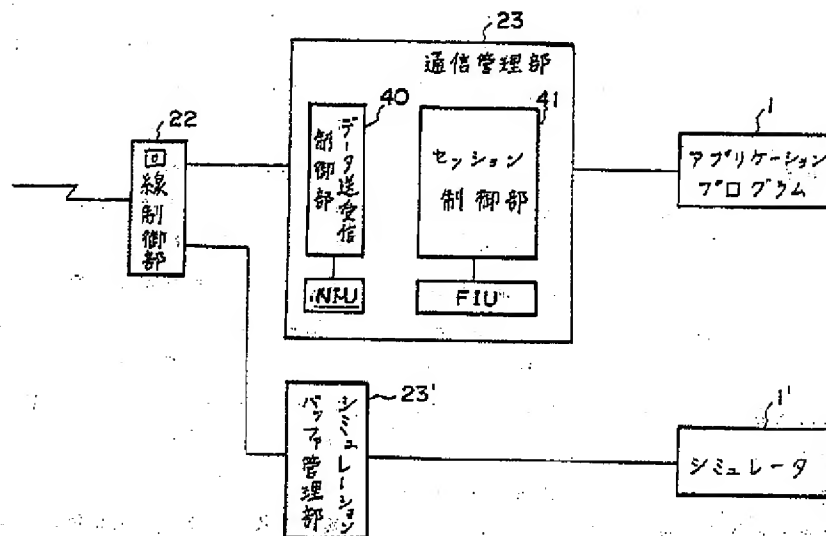 23
通信管理部
40
データ送受信
制御部
41
セッション
制御部
FIU
22
回線制御部
1
アプリケーション
プログラム
23'
シミュレーション
バッファ管理部
1'
シミュレータ